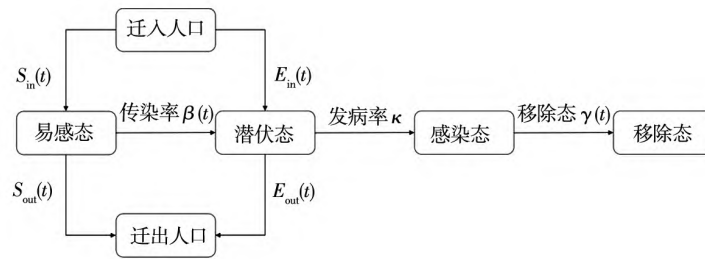 迁入人口
S_in(t)
E_in(t)
易感态
传染率 β(t)
潜伏态
发病率 κ
感染态
移除态 γ(t)
移除态
S_out(t)
E_out(t)
迁出人口